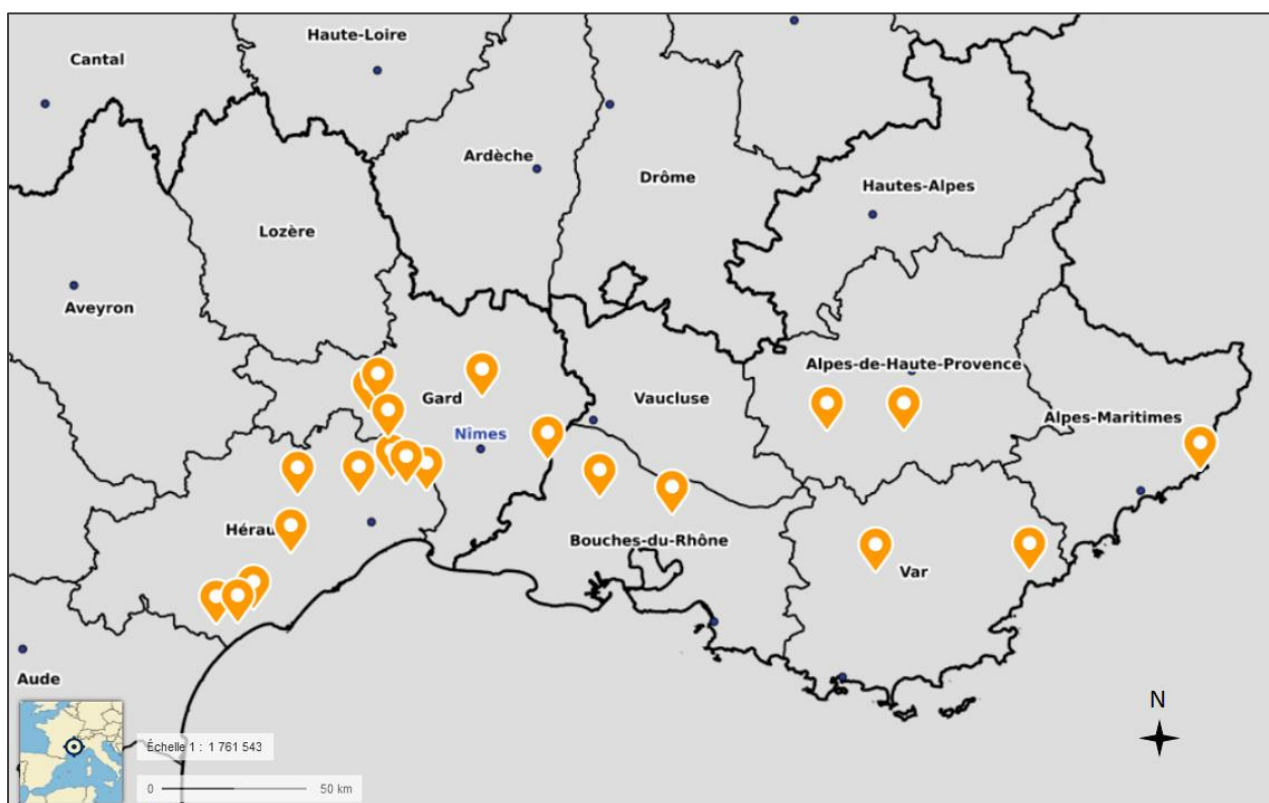 Haute-Loire
Cantal
Ardèche
Drôme
Hautes-Alpes
Lozère
Aveyron
Alpes-de-Haute-Provence
Gard
Vaucluse
Alpes-Maritimes
Nîmes
Hérau
Bouches-du-Rhône
Var
Aude
N
Échelle 1 : 1 761 543
0 50 km